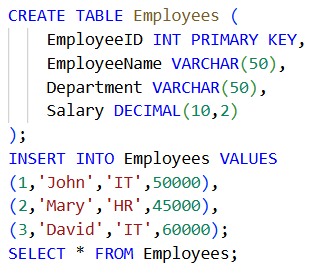 CREATE TABLE Employees (
    EmployeeID INT PRIMARY KEY,
    EmployeeName VARCHAR(50),
    Department VARCHAR(50),
    Salary DECIMAL(10,2)
);
INSERT INTO Employees VALUES
(1,'John','IT',50000),
(2,'Mary','HR',45000),
(3,'David','IT',60000);
SELECT * FROM Employees;